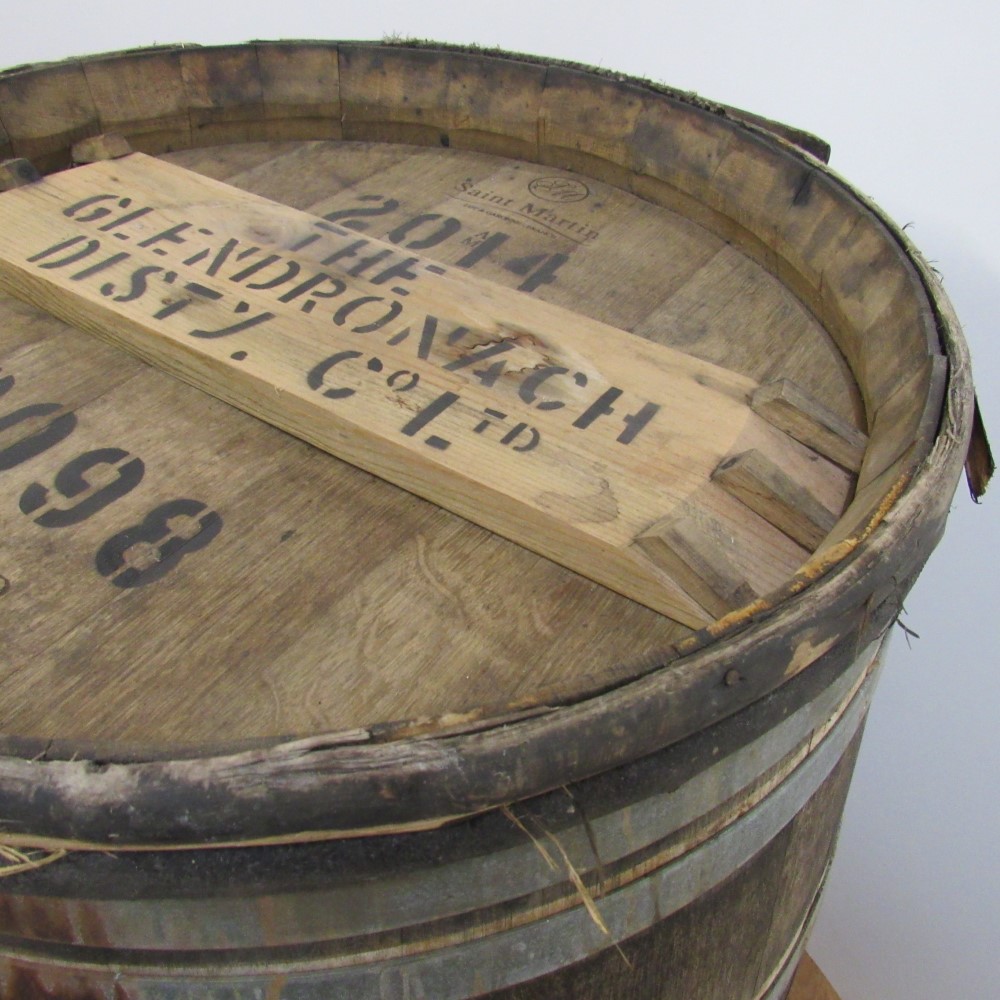 2014
Saint Martin
THE
GLENDRONACH
DISTY. Co LTD
098